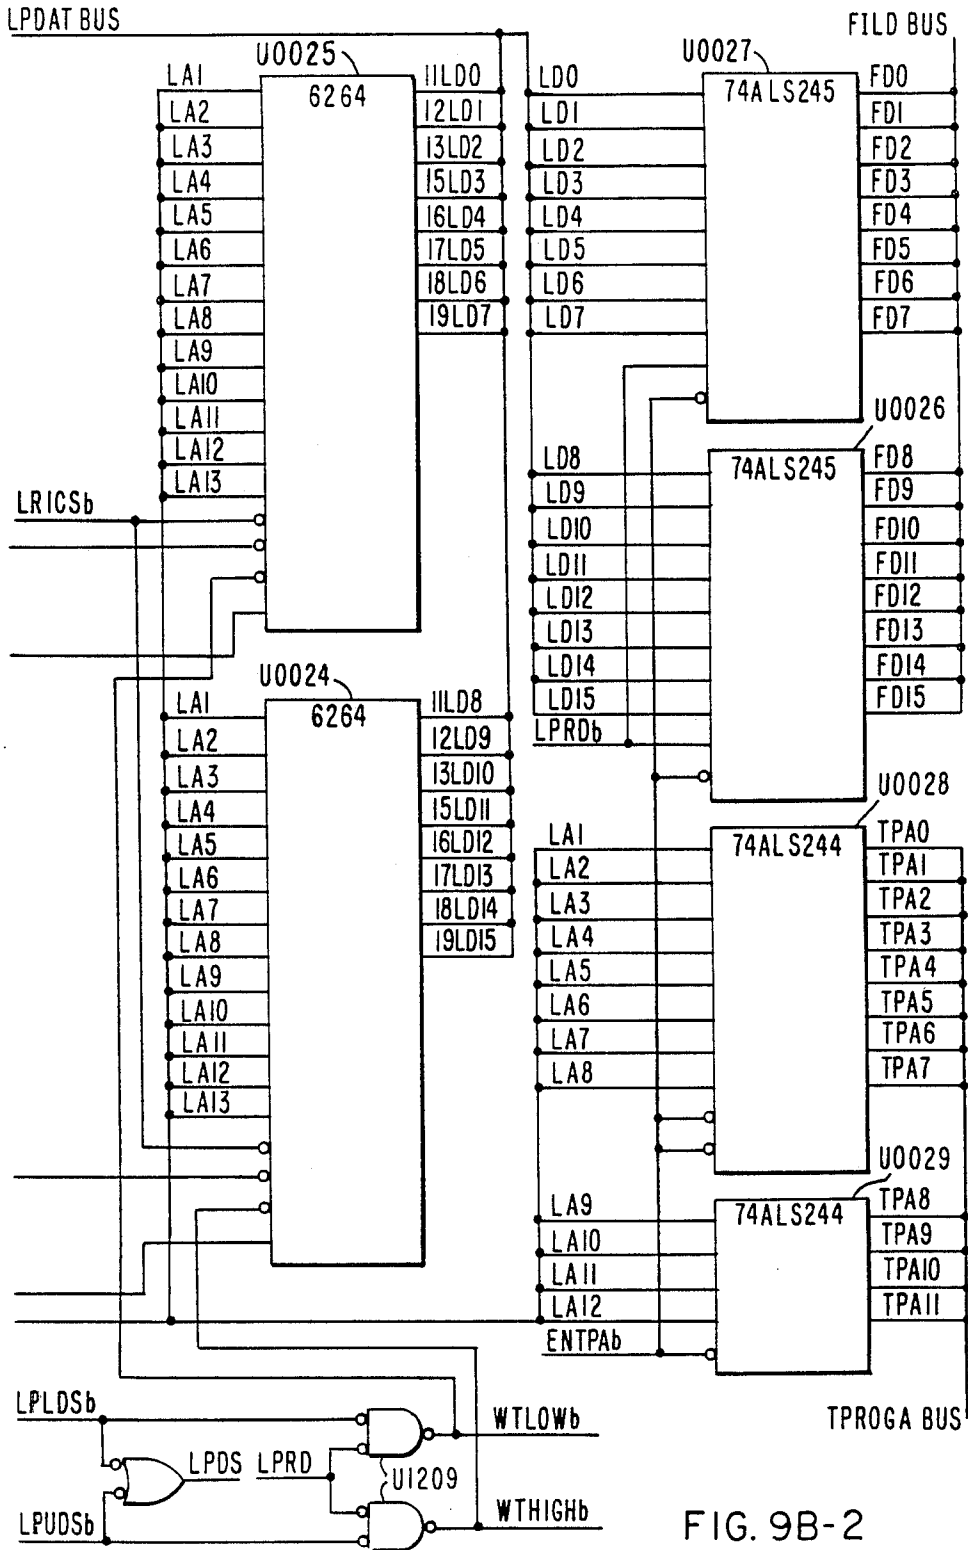 LPDAT BUS
FILD BUS
U0025
6264
LA1
LA2
LA3
LA4
LA5
LA6
LA7
LA8
LA9
LA10
LA11
LA12
LA13
11LD0
12LD1
13LD2
15LD3
16LD4
17LD5
18LD6
19LD7
LRICSb
U0027
74ALS245
LD0
LD1
LD2
LD3
LD4
LD5
LD6
LD7
FD0
FD1
FD2
FD3
FD4
FD5
FD6
FD7
U0026
74ALS245
LD8
LD9
LD10
LD11
LD12
LD13
LD14
LD15
LPRDb
FD8
FD9
FD10
FD11
FD12
FD13
FD14
FD15
U0024
6264
LA1
LA2
LA3
LA4
LA5
LA6
LA7
LA8
LA9
LA10
LA11
LA12
LA13
11LD8
12LD9
13LD10
15LD11
16LD12
17LD13
18LD14
19LD15
U0028
74ALS244
LA1
LA2
LA3
LA4
LA5
LA6
LA7
LA8
TPA0
TPA1
TPA2
TPA3
TPA4
TPA5
TPA6
TPA7
U0029
74ALS244
LA9
LA10
LA11
LA12
ENTPAb
TPA8
TPA9
TPA10
TPA11
TPROGA BUS
LPLDSb
LPUDSb
LPDS
LPRD
U1209
WTLOWb
WTHIGHb
FIG. 9B-2